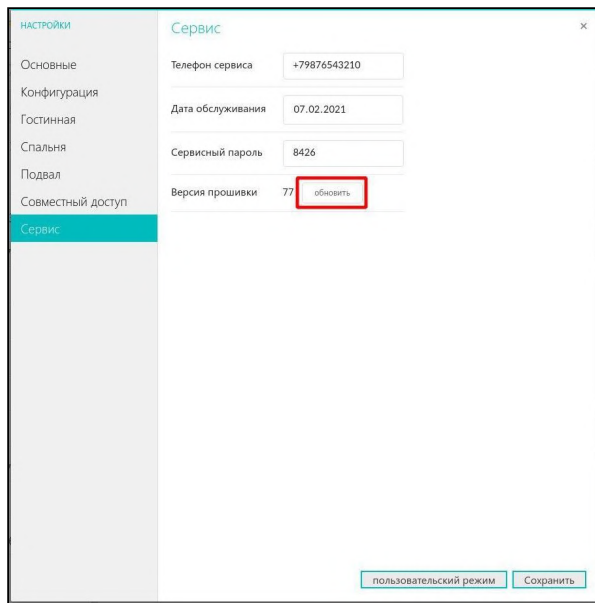 НАСТРОЙКИ
Основные
Конфигурация
Гостинная
Спальня
Подвал
Совместный доступ
Сервис
Сервис
×
Телефон сервиса +79876543210
Дата обслуживания 07.02.2021
Сервисный пароль 8426
Версия прошивки 77 обновить
пользовательский режим Сохранить